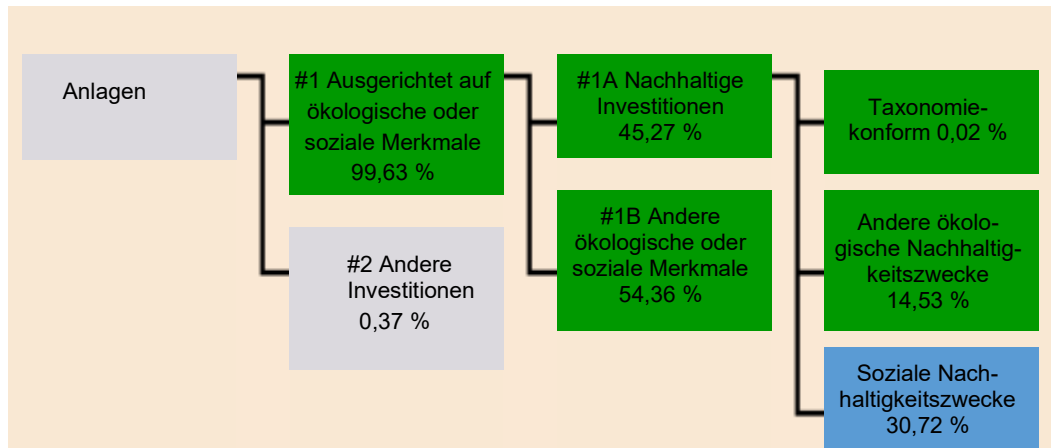 Anlagen
#1 Ausgerichtet auf
ökologische oder
soziale Merkmale
99,63 %
#2 Andere
Investitionen
0,37 %
#1A Nachhaltige
Investitionen
45,27 %
#1B Andere
ökologische oder
soziale Merkmale
54,36 %
Taxonomie-
konform 0,02 %
Andere ökolo-
gische Nachhaltig-
keitszwecke
14,53 %
Soziale Nach-
haltigkeitszwecke
30,72 %